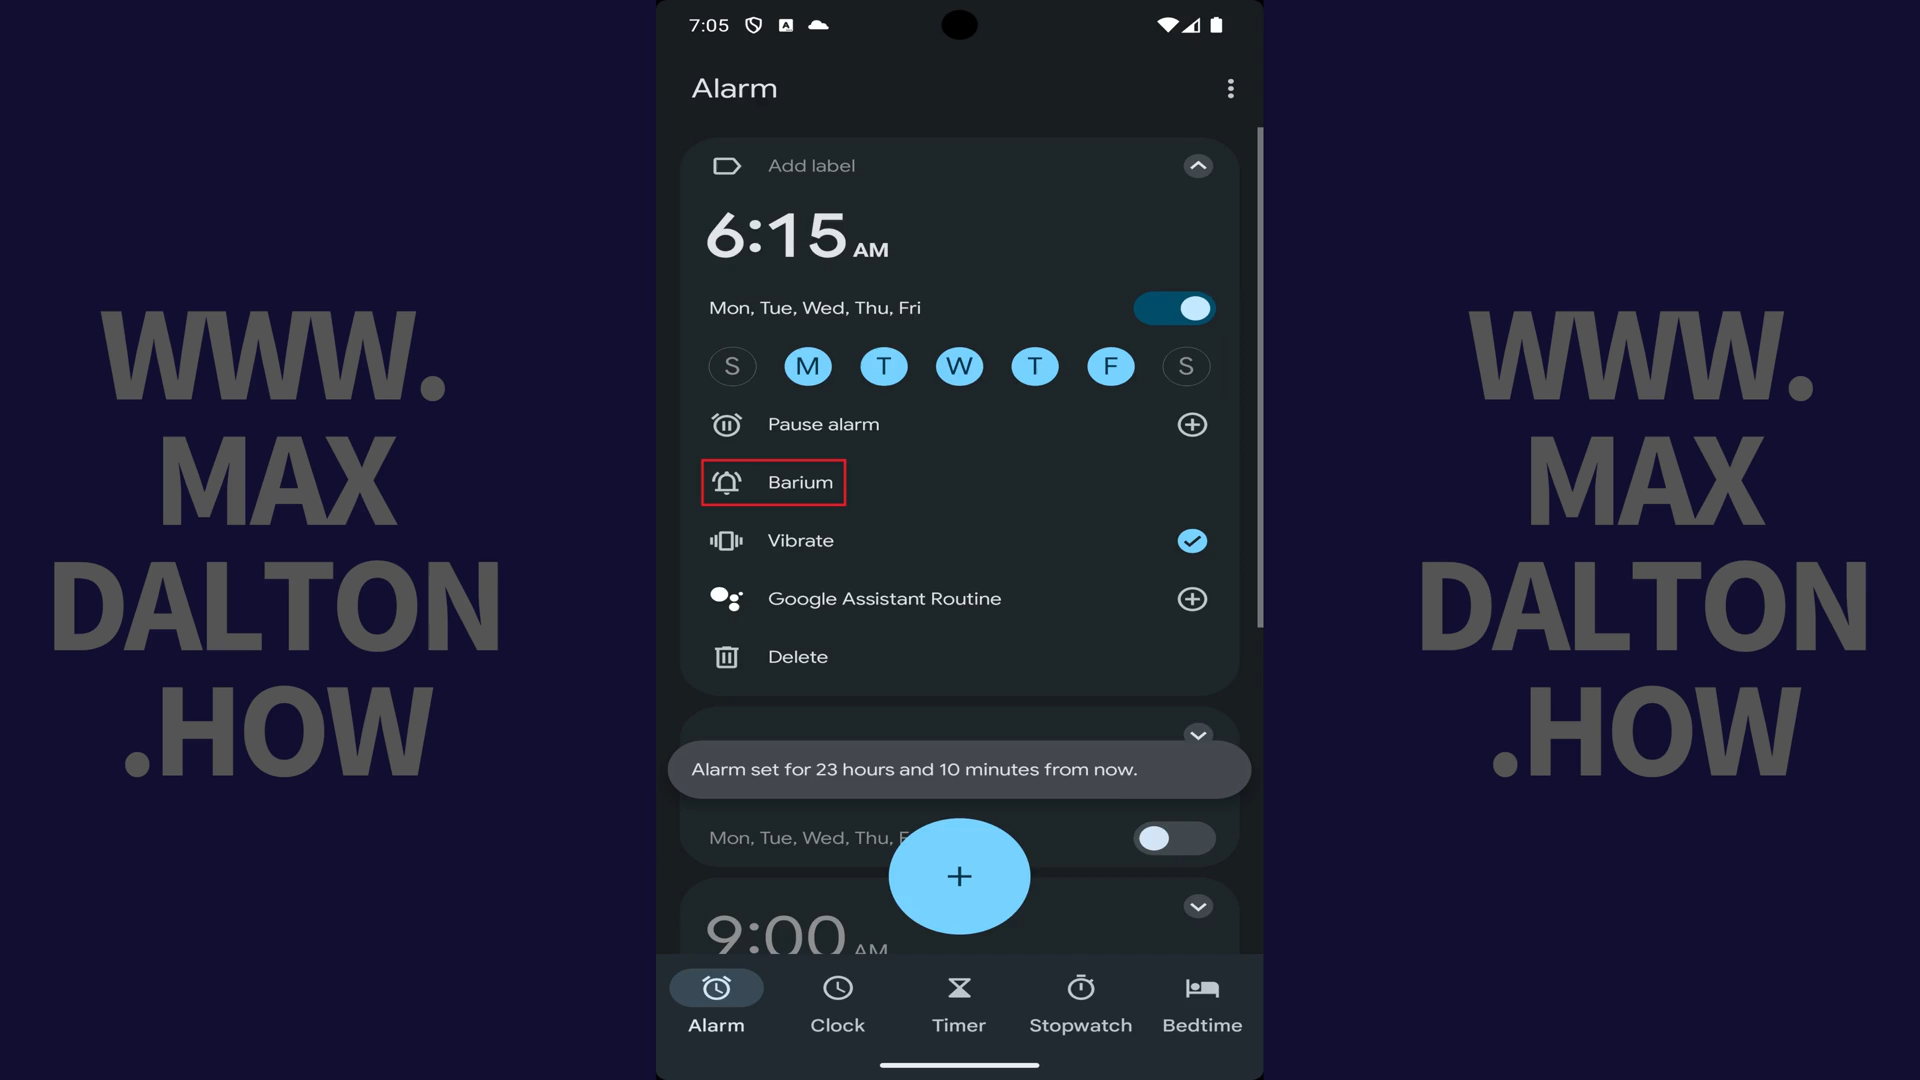 WWW.
MAX
DALTON
.HOW
7:05
Alarm
Add label
6:15 AM
Mon, Tue, Wed, Thu, Fri
S M T W T F S
Pause alarm
Barium
Vibrate
Google Assistant Routine
Delete
Alarm set for 23 hours and 10 minutes from now.
Mon, Tue, Wed, Thu, F
9:00 AM
Alarm Clock Timer Stopwatch Bedtime
WWW.
MAX
DALTON
.HOW